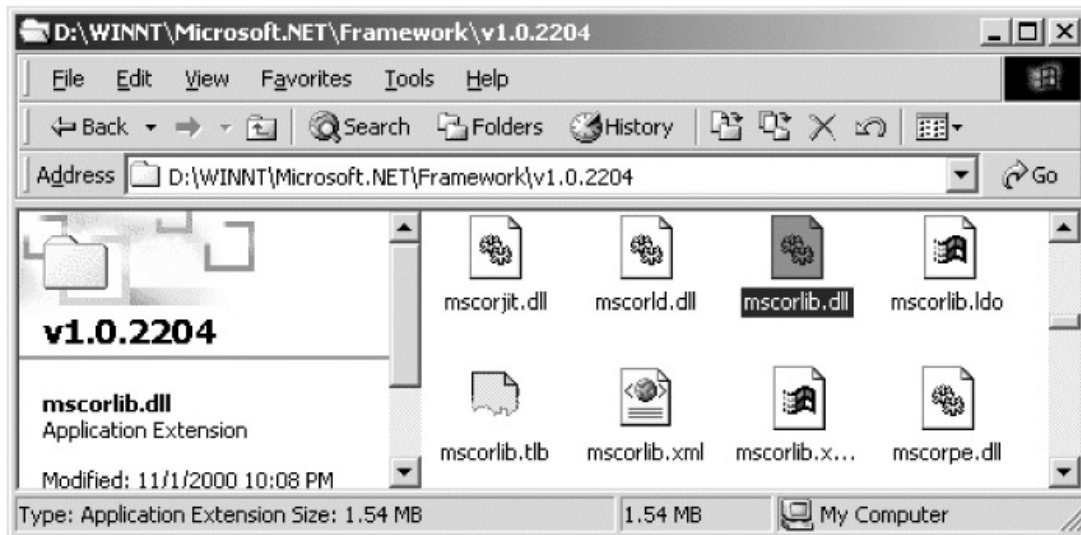 D:\WINNT\Microsoft.NET\Framework\v1.0.2204
File Edit View Favorites Tools Help
Back Search Folders History
Address D:\WINNT\Microsoft.NET\Framework\v1.0.2204 Go
v1.0.2204
mscorlib.dll
Application Extension
Modified: 11/1/2000 10:08 PM
mscorjit.dll mscorld.dll mscorlib.dll mscorlib.ldo
mscorlib.tlb mscorlib.xml mscorlib.x... mscorpe.dll
Type: Application Extension Size: 1.54 MB 1.54 MB My Computer